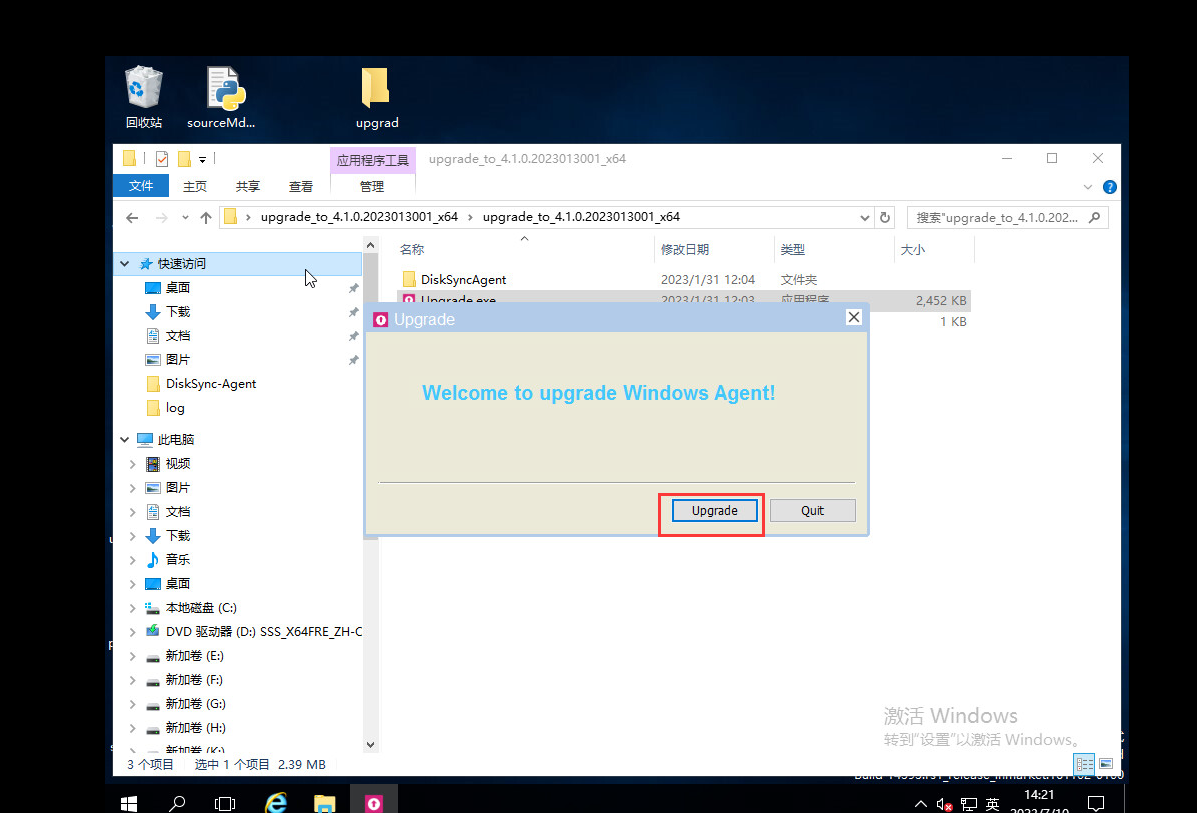 回收站
sourceMd...
upgrad
应用程序工具
upgrade_to_4.1.0.2023013001_x64
文件
主页
共享
查看
管理
upgrade_to_4.1.0.2023013001_x64
upgrade_to_4.1.0.2023013001_x64
搜索"upgrade_to_4.1.0.202...
名称
修改日期
类型
大小
快速访问
桌面
下载
文档
图片
DiskSync-Agent
log
此电脑
视频
图片
文档
下载
音乐
桌面
本地磁盘 (C:)
DVD 驱动器 (D:) SSS_X64FRE_ZH-C
新加卷 (E:)
新加卷 (F:)
新加卷 (G:)
新加卷 (H:)
新加卷 (K:)
DiskSyncAgent
2023/1/31 12:04
文件夹
Upgrade.exe
2023/1/31 12:03
应用程序
2,452 KB
1 KB
Upgrade
Welcome to upgrade Windows Agent!
Upgrade
Quit
激活 Windows
转到"设置"以激活 Windows。
3 个项目
选中 1 个项目 2.39 MB
英
14:21
2023/7/10